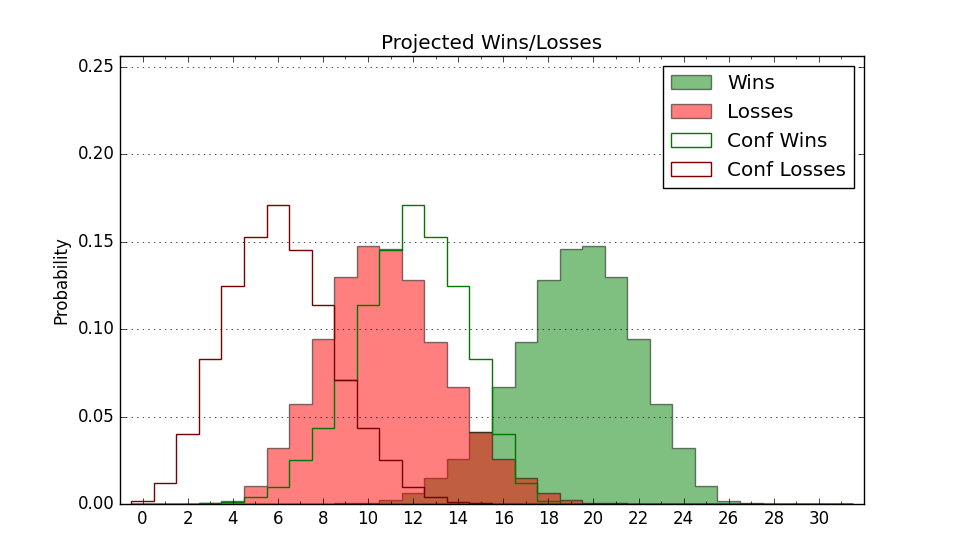 Projected Wins/Losses
0.25
0.20
0.15
0.10
0.05
0.00
Probability
Wins
Losses
Conf Wins
Conf Losses
0 2 4 6 8 10 12 14 16 18 20 22 24 26 28 30